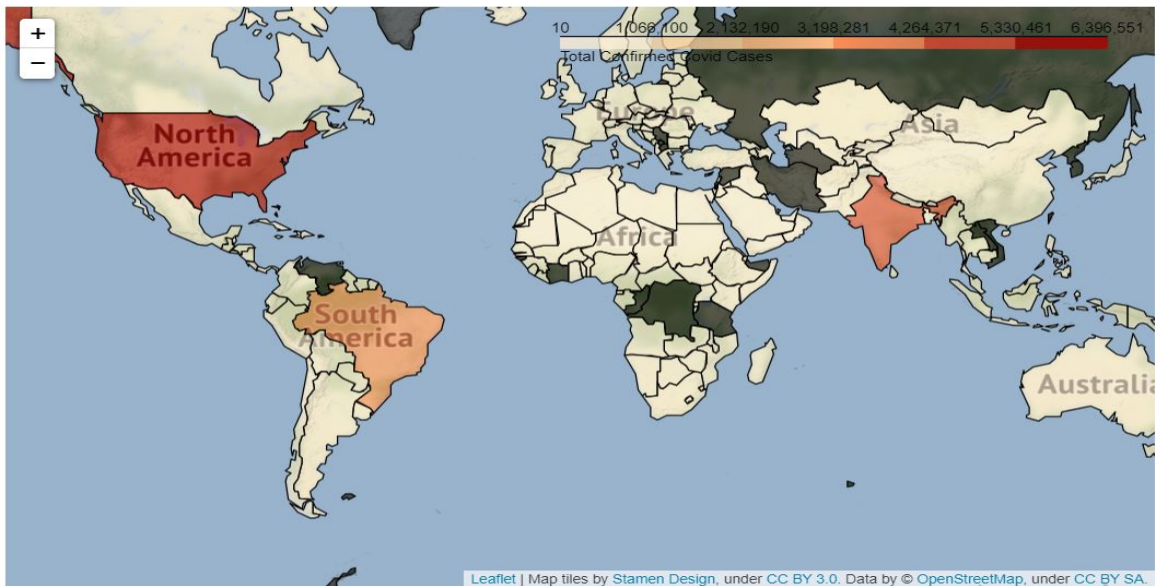 +
−
10 1,066,100 2,132,190 3,198,281 4,264,371 5,330,461 6,396,551
Total Confirmed Covid Cases
North
America
Europe
Asia
Africa
South
America
Australia
Leaflet | Map tiles by Stamen Design, under CC BY 3.0. Data by © OpenStreetMap, under CC BY SA.